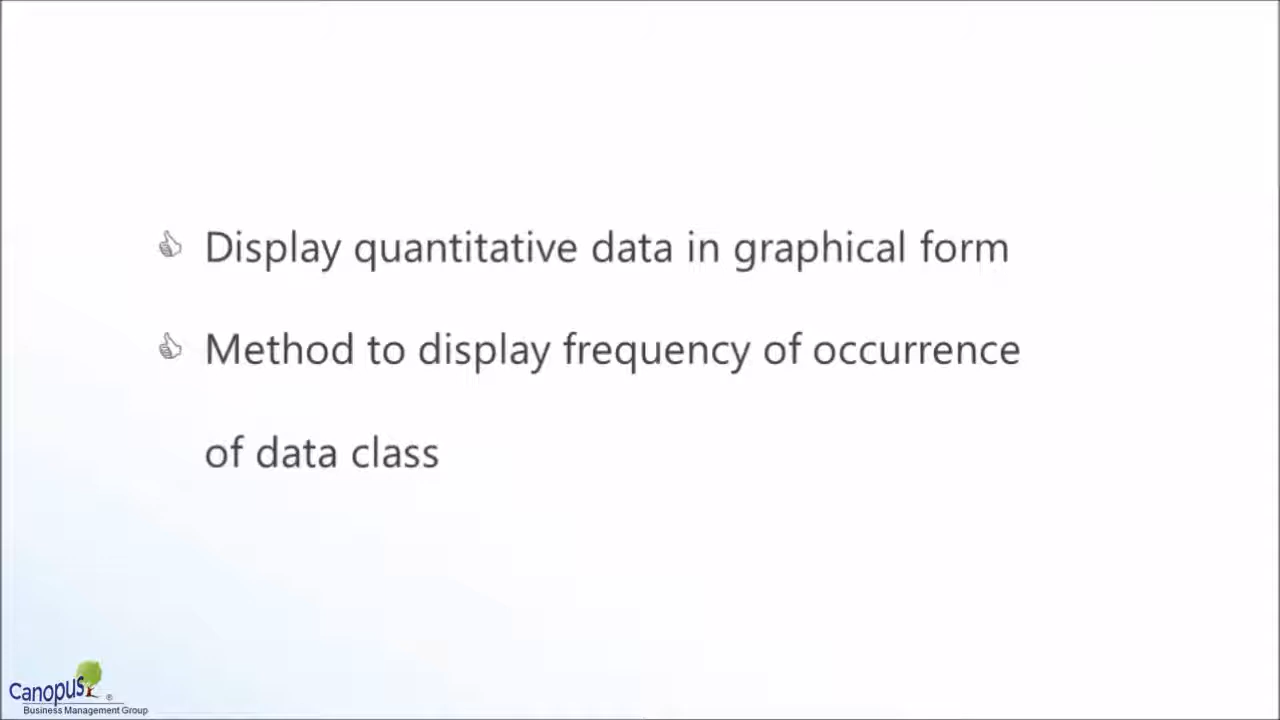 Display quantitative data in graphical form
Method to display frequency of occurrence
of data class
Canopus ®
Business Management Group